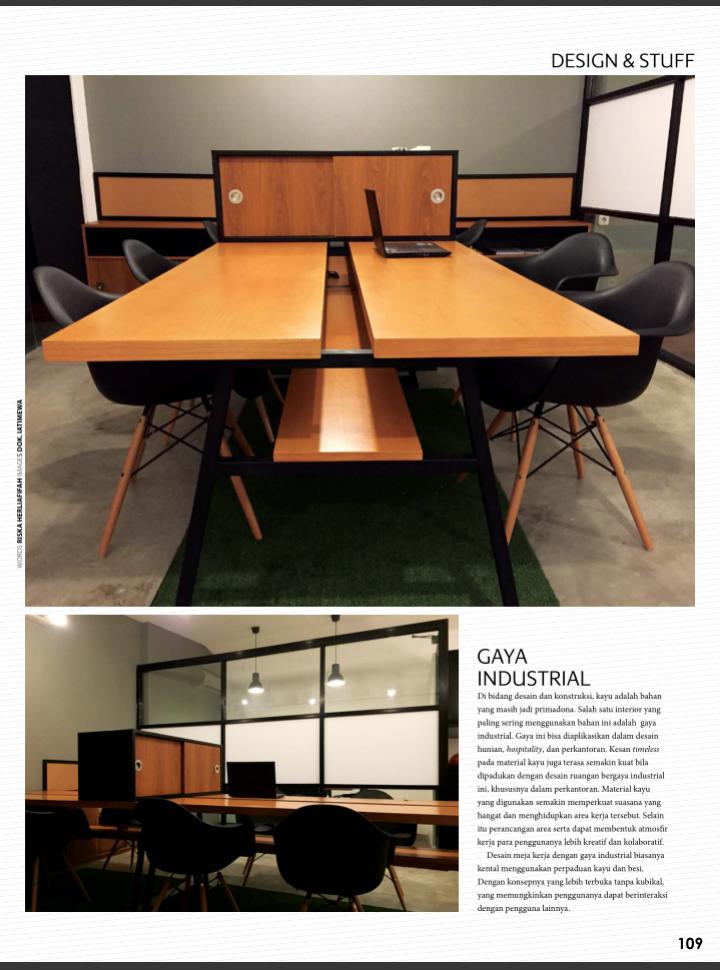 DESIGN & STUFF
WORDS RISKA HERLIAFIFAH IMAGES DOK. IATIMEWA
GAYA
INDUSTRIAL
Di bidang desain dan konstruksi, kayu adalah bahan
yang masih jadi primadona. Salah satu interior yang
paling sering menggunakan bahan ini adalah gaya
industrial. Gaya ini bisa diaplikasikan dalam desain
hunian, hospitality, dan perkantoran. Kesan timeless
pada material kayu juga terasa semakin kuat bila
dipadukan dengan desain ruangan bergaya industrial
ini, khususnya dalam perkantoran. Material kayu
yang digunakan semakin memperkuat suasana yang
hangat dan menghidupkan area kerja tersebut. Selain
itu perancangan area serta dapat membentuk atmosfir
kerja para penggunanya lebih kreatif dan kolaboratif.
Desain meja kerja dengan gaya industrial biasanya
kental menggunakan perpaduan kayu dan besi.
Dengan konsepnya yang lebih terbuka tanpa kubikal,
yang memungkinkan penggunanya dapat berinteraksi
dengan pengguna lainnya.
109